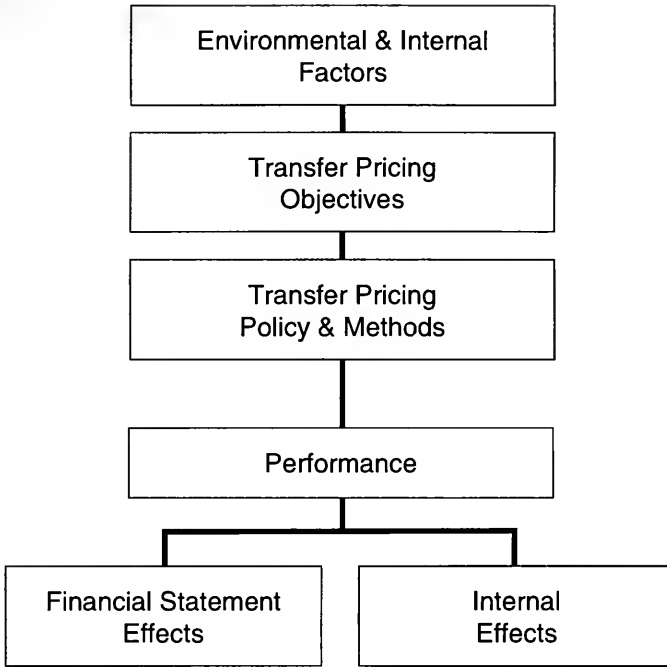 Environmental & Internal
Factors
Transfer Pricing
Objectives
Transfer Pricing
Policy & Methods
Performance
Financial Statement
Effects
Internal
Effects